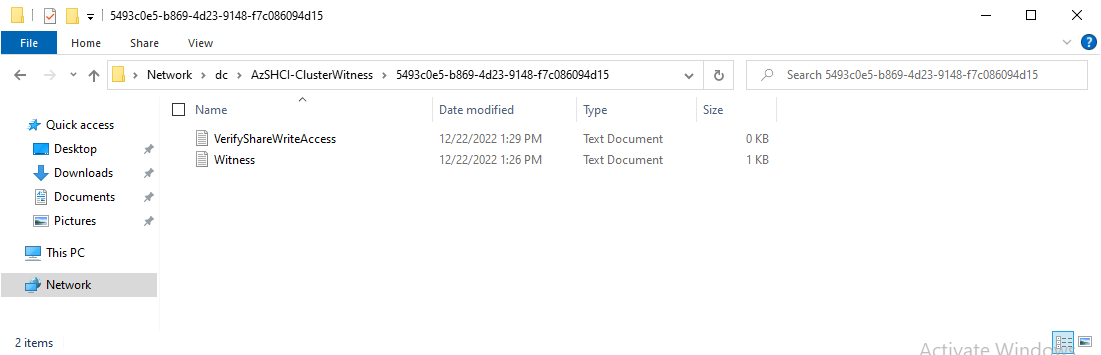 5493c0e5-b869-4d23-9148-f7c086094d15
File Home Share View
Network dc AzSHCI-ClusterWitness 5493c0e5-b869-4d23-9148-f7c086094d15
Search 5493c0e5-b869-4d23-9148-f7c086094d15
Name Date modified Type Size
Quick access
Desktop
Downloads
Documents
Pictures
This PC
Network
VerifyShareWriteAccess 12/22/2022 1:29 PM Text Document 0 KB
Witness 12/22/2022 1:26 PM Text Document 1 KB
2 items
Activate Windows